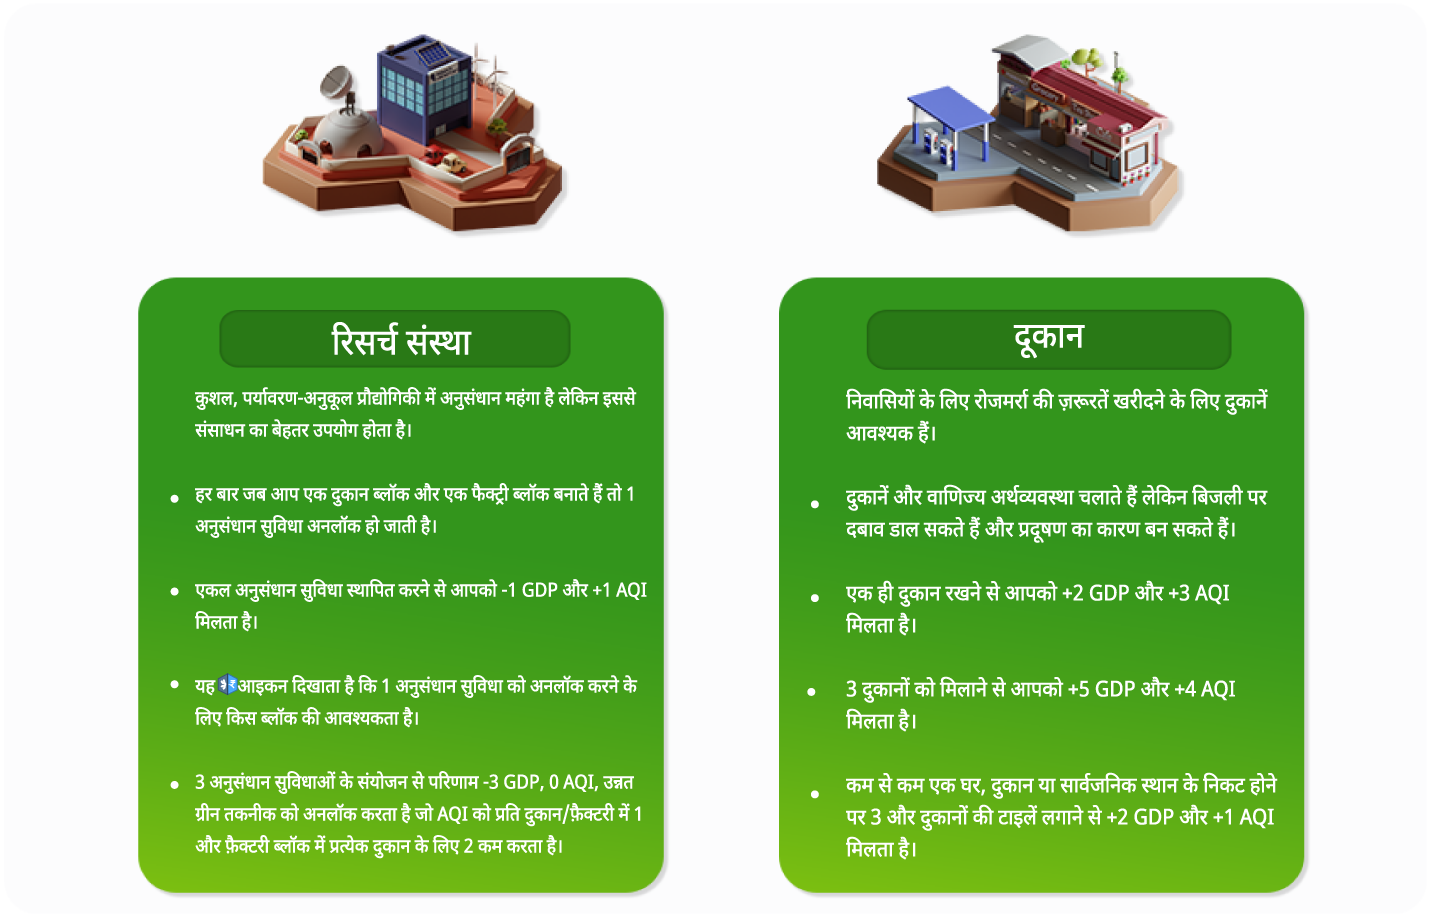 रिसर्च संस्था
कुशल, पर्यावरण-अनुकूल प्रौद्योगिकी में अनुसंधान महंगा है लेकिन इससे
संसाधन का बेहतर उपयोग होता है।
• हर बार जब आप एक दुकान ब्लॉक और एक फैक्ट्री ब्लॉक बनाते हैं तो 1
अनुसंधान सुविधा अनलॉक हो जाती है।
• एकल अनुसंधान सुविधा स्थापित करने से आपको -1 GDP और +1 AQI
मिलता है।
• यह आइकन दिखाता है कि 1 अनुसंधान सुविधा को अनलॉक करने के
लिए किस ब्लॉक की आवश्यकता है।
• 3 अनुसंधान सुविधाओं के संयोजन से परिणाम -3 GDP, 0 AQI, उन्नत
ग्रीन तकनीक को अनलॉक करता है जो AQI को प्रति दुकान/फ़ैक्टरी में 1
और फ़ैक्टरी ब्लॉक में प्रत्येक दुकान के लिए 2 कम करता है।
Grocery
दूकान
निवासियों के लिए रोजमर्रा की ज़रूरतें खरीदने के लिए दुकानें
आवश्यक हैं।
• दुकानें और वाणिज्य अर्थव्यवस्था चलाते हैं लेकिन बिजली पर
दबाव डाल सकते हैं और प्रदूषण का कारण बन सकते हैं।
• एक ही दुकान रखने से आपको +2 GDP और +3 AQI
मिलता है।
• 3 दुकानों को मिलाने से आपको +5 GDP और +4 AQI
मिलता है।
• कम से कम एक घर, दुकान या सार्वजनिक स्थान के निकट होने
पर 3 और दुकानों की टाइलें लगाने से +2 GDP और +1 AQI
मिलता है।